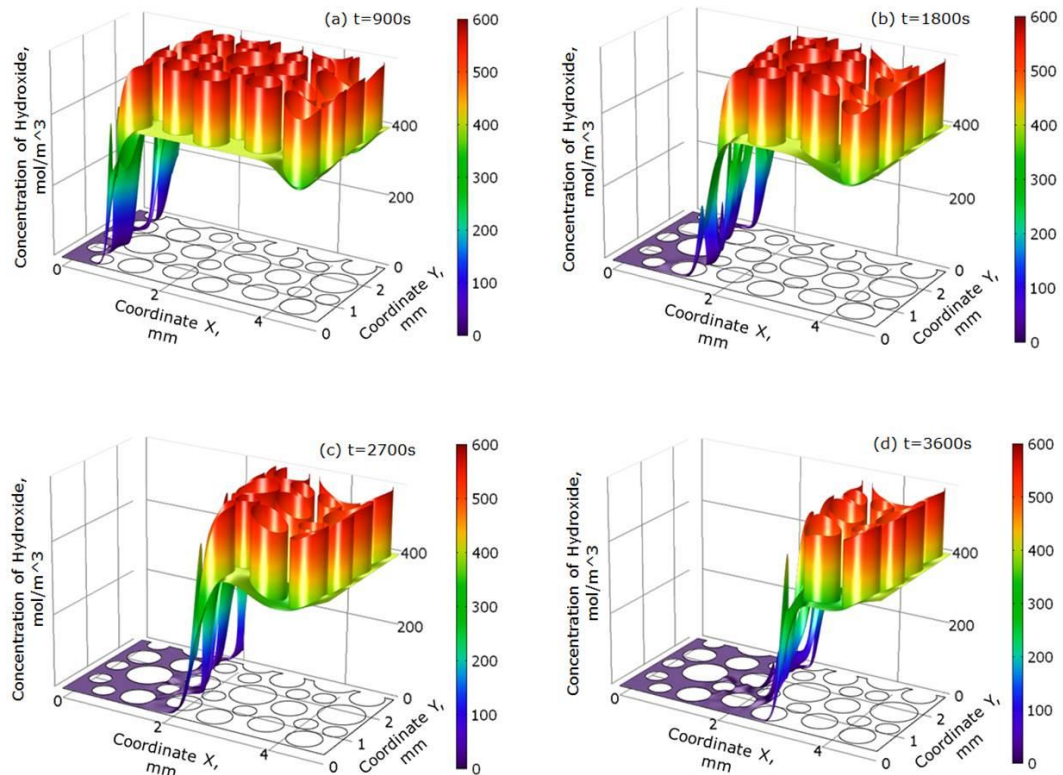 (a) t=900s
Concentration of Hydroxide,
mol/m^3
400
200
0
2
4
Coordinate X,
mm
0
1
2
0
Coordinate Y,
mm
600
500
400
300
200
100
0
(b) t=1800s
Concentration of Hydroxide,
mol/m^3
400
200
0
2
4
Coordinate X,
mm
0
1
2
0
Coordinate Y,
mm
600
500
400
300
200
100
0
(c) t=2700s
Concentration of Hydroxide,
mol/m^3
400
200
0
2
4
Coordinate X,
mm
0
1
2
0
Coordinate Y,
mm
600
500
400
300
200
100
0
(d) t=3600s
Concentration of Hydroxide,
mol/m^3
400
200
0
2
4
Coordinate X,
mm
0
1
2
0
Coordinate Y,
mm
600
500
400
300
200
100
0